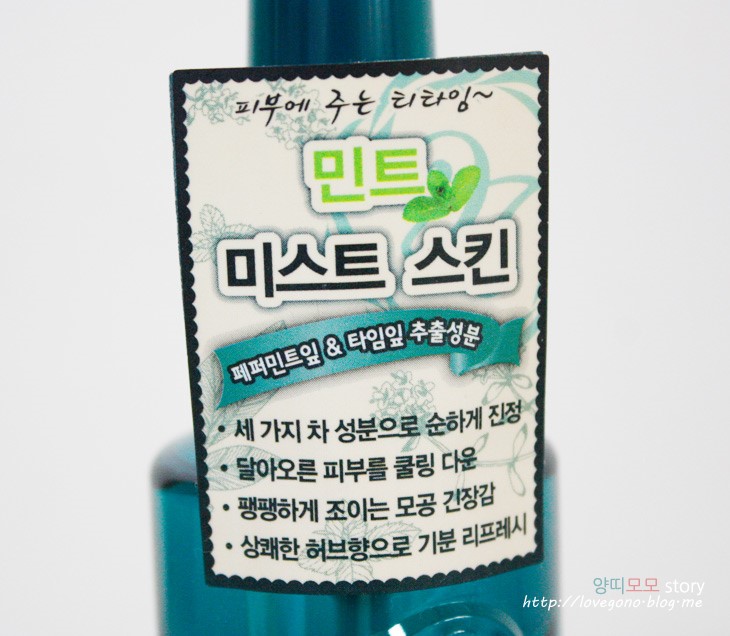 피부에 주는 티타임~
민트
미스트 스킨
페퍼민트잎 & 타임잎 추출성분
• 세 가지 차 성분으로 순하게 진정
• 달아오른 피부를 쿨링 다운
• 팽팽하게 조이는 모공 긴장감
• 상쾌한 허브향으로 기분 리프레시
양띠모모 story
http://lovegono.blog.me